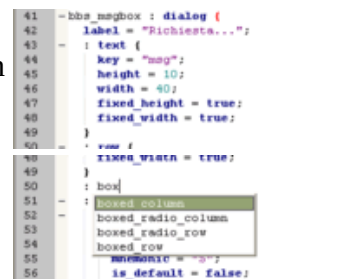 41 bbs_msgbox : dialog {
42 label = "Richiesta...";
43 : text {
44 key = "msg";
45 height = 10;
46 width = 40;
47 fixed_height = true;
48 fixed_width = true;
49 }
50 : row {
48 fixed_width = true;
49 }
50 : box
51 boxed_column
52 boxed_radio_column
53 boxed_radio_row
54 boxed_row
55 mnemonic = "S";
56 is_default = false;